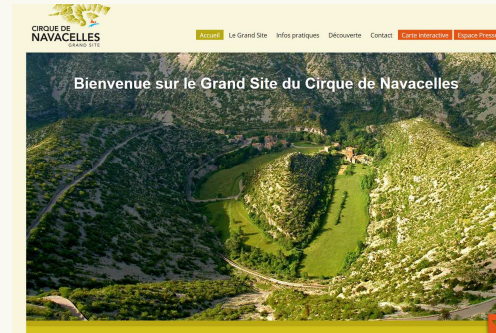 CIRQUE DE
NAVACELLES
GRAND SITE
Accueil Le Grand Site Infos pratiques Découverte Contact Carte interactive Espace Presse
Bienvenue sur le Grand Site du Cirque de Navacelles